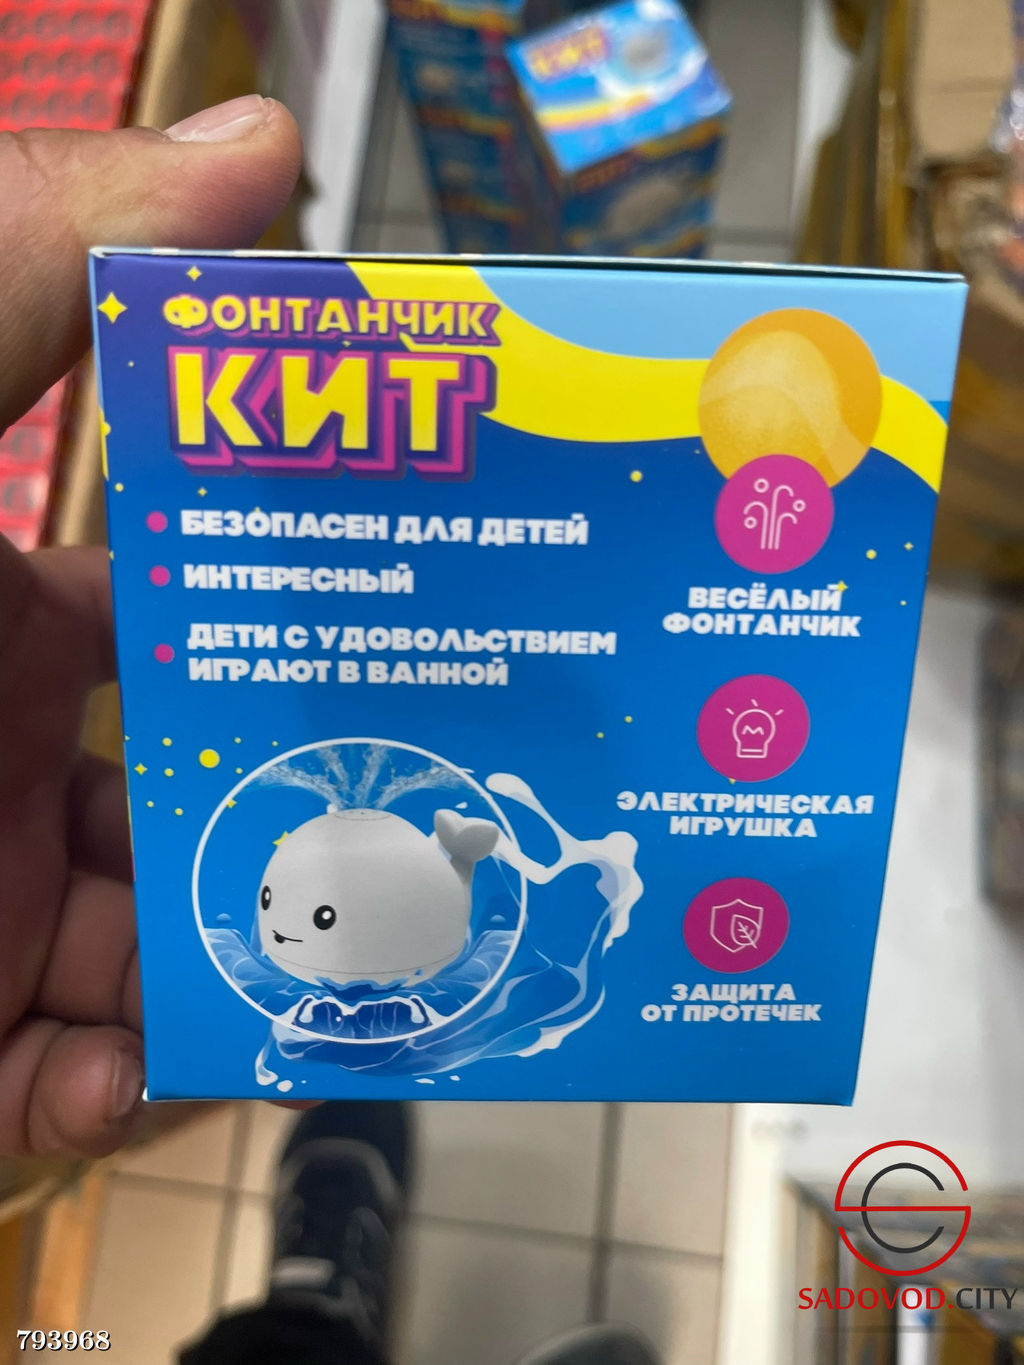 КИТ
ФОНТАНЧИК
КИТ
БЕЗОПАСЕН ДЛЯ ДЕТЕЙ
ИНТЕРЕСНЫЙ
ДЕТИ С УДОВОЛЬСТВИЕМ
ИГРАЮТ В ВАННОЙ
ВЕСЁЛЫЙ
ФОНТАНЧИК
ЭЛЕКТРИЧЕСКАЯ
ИГРУШКА
ЗАЩИТА
ОТ ПРОТЕЧЕК
SADOVOD.CITY
793968